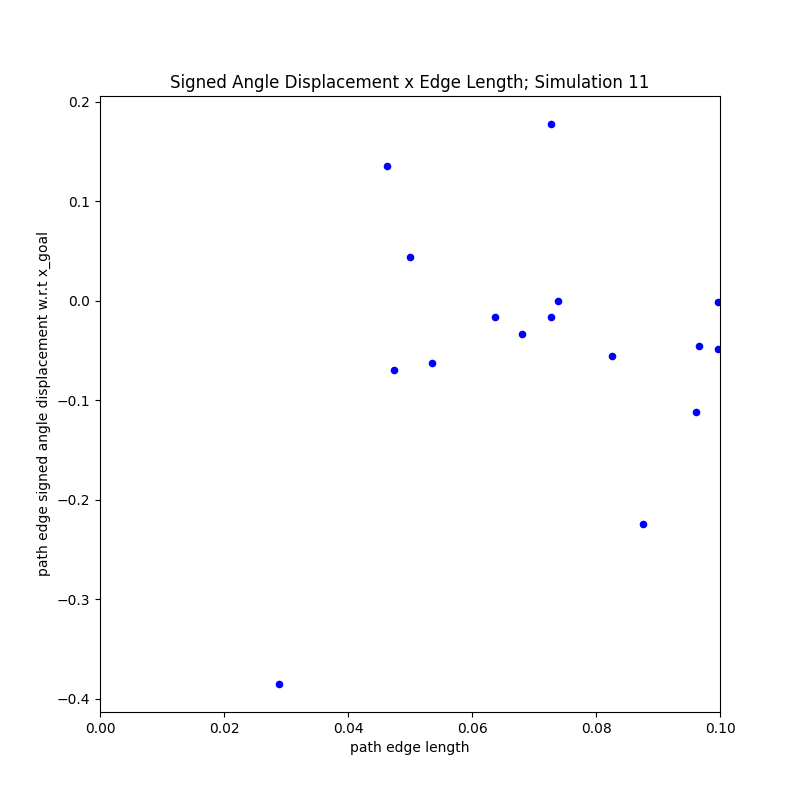 Signed Angle Displacement x Edge Length; Simulation 11
path edge signed angle displacement w.r.t x_goal
0.2
0.1
0.0
−0.1
−0.2
−0.3
−0.4
0.00 0.02 0.04 0.06 0.08 0.10
path edge length